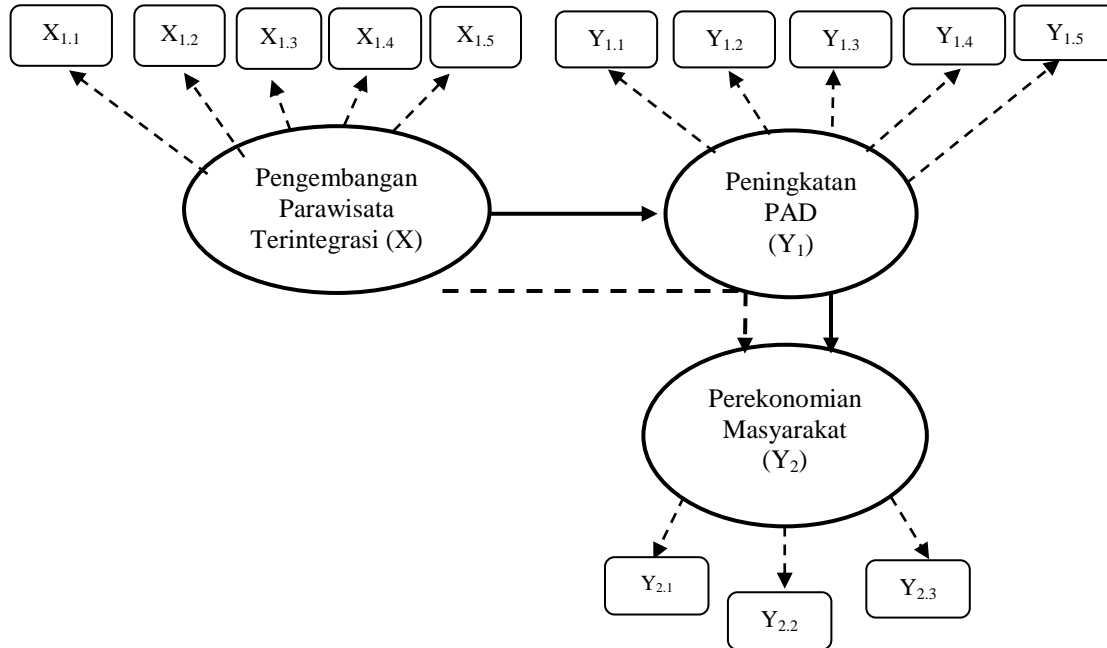 X1.1
X1.2
X1.3
X1.4
X1.5
Y1.1
Y1.2
Y1.3
Y1.4
Y1.5
Pengembangan
Parawisata
Terintegrasi (X)
Peningkatan
PAD
(Y1)
Perekonomian
Masyarakat
(Y2)
Y2.1
Y2.2
Y2.3